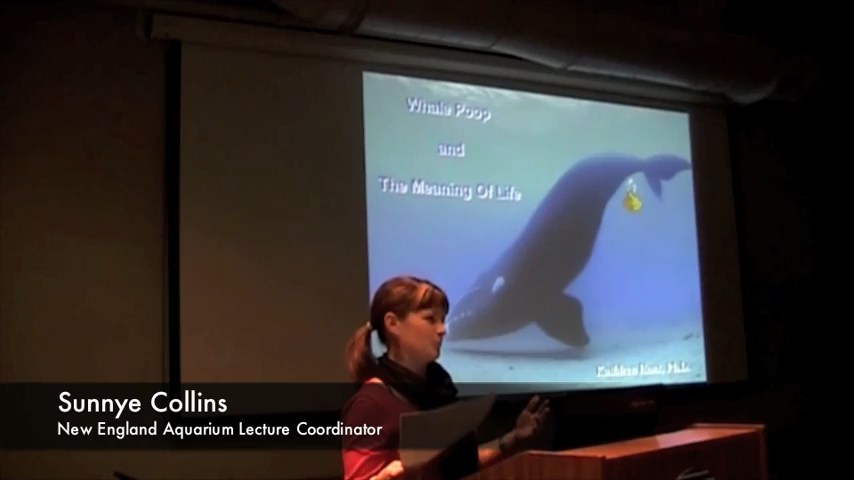 Whale Poop
and
The Meaning Of Life
Sunnye Collins
New England Aquarium Lecture Coordinator